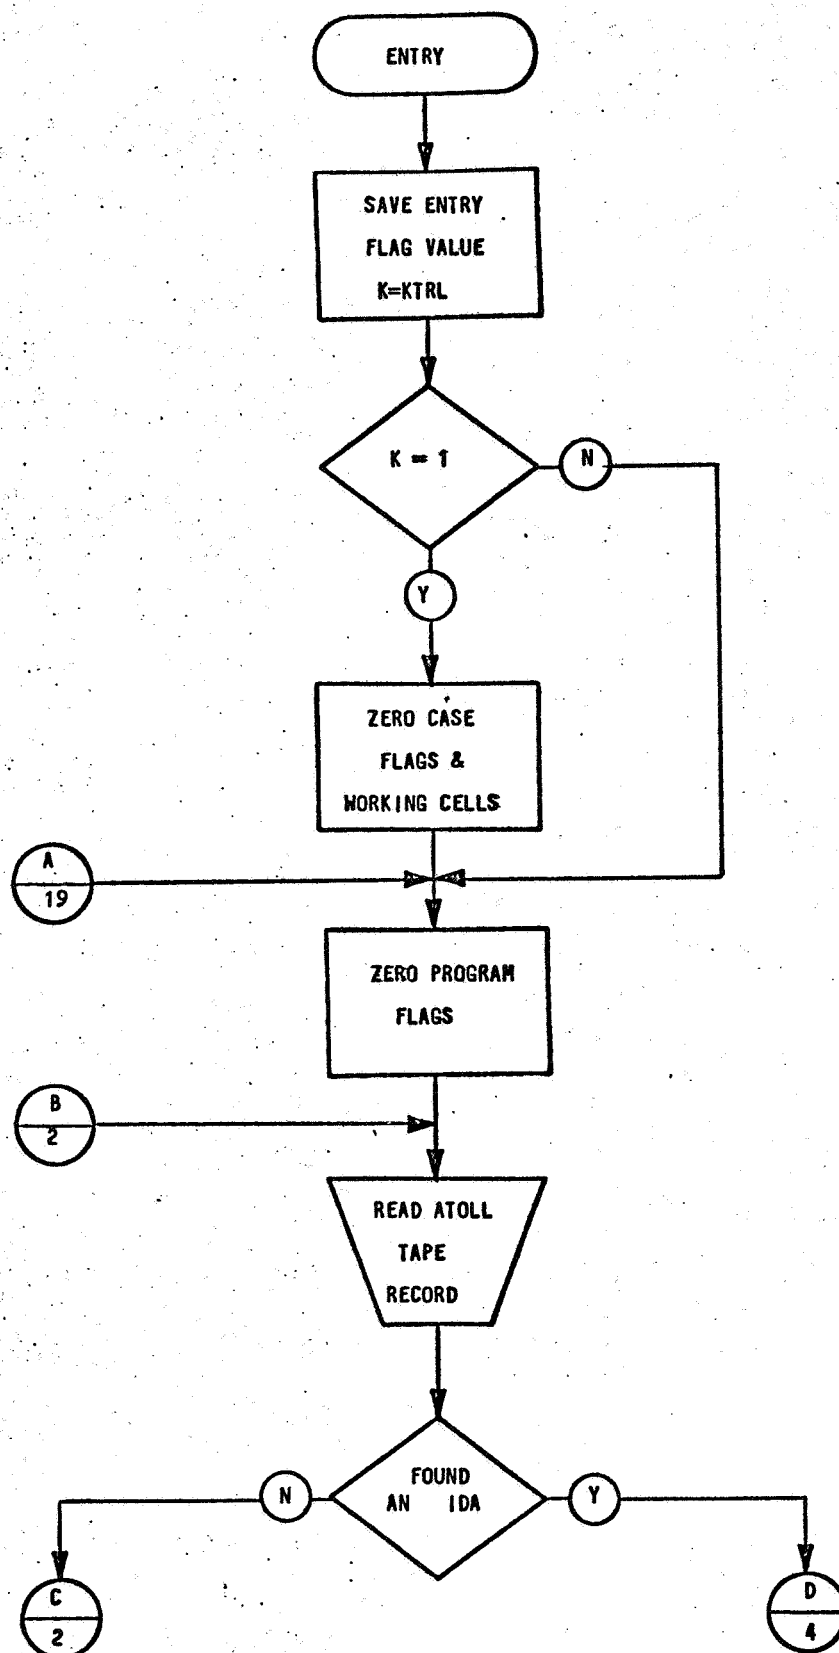 ENTRY
SAVE ENTRY
FLAG VALUE
K=KTRL
K = 1
N
Y
ZERO CASE
FLAGS &
WORKING CELLS
A
19
ZERO PROGRAM
FLAGS
B
2
READ ATOLL
TAPE
RECORD
FOUND
AN IDA
N
Y
C
2
D
4